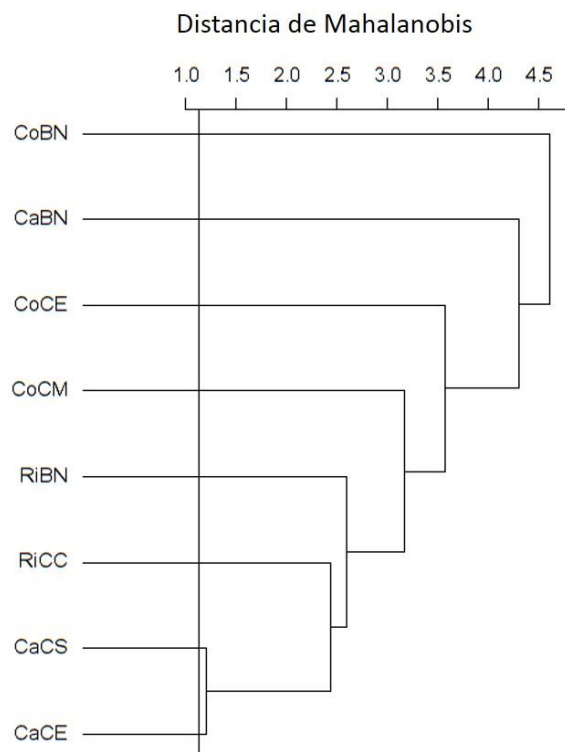 Distancia de Mahalanobis
1.0 1.5 2.0 2.5 3.0 3.5 4.0 4.5
CoBN
CaBN
CoCE
CoCM
RiBN
RiCC
CaCS
CaCE